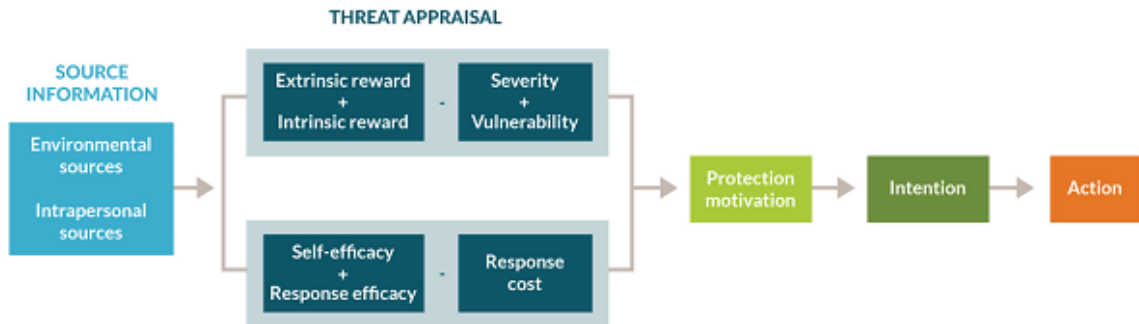 THREAT APPRAISAL
SOURCE
INFORMATION
Environmental
sources
Intrapersonal
sources
Extrinsic reward
+
Intrinsic reward
-
Severity
+
Vulnerability
Self-efficacy
+
Response efficacy
-
Response
cost
Protection
motivation
Intention
Action